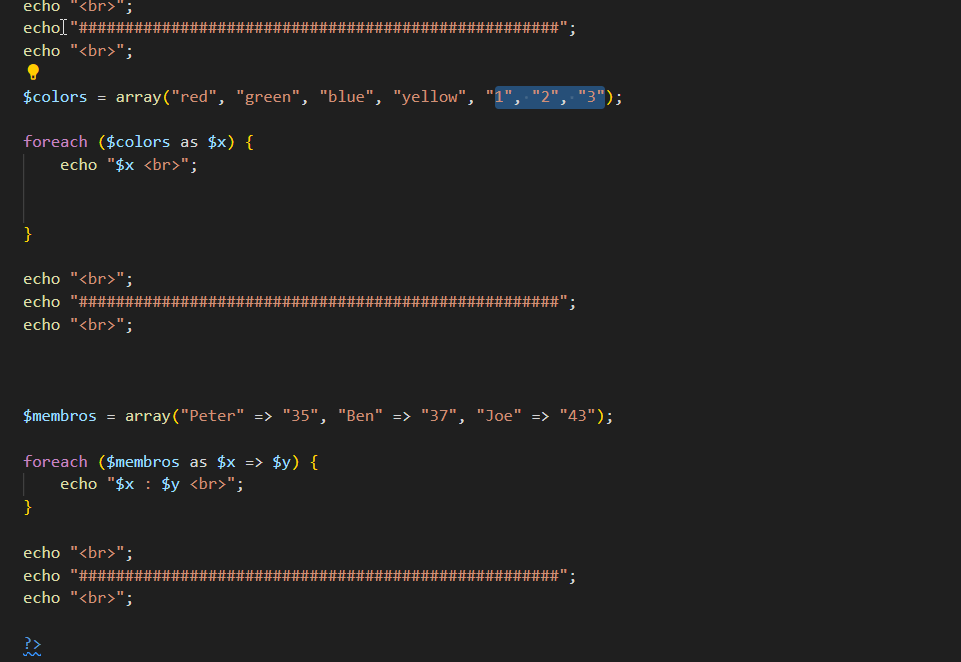 echo "<br>";
echo "####################################################";
echo "<br>";
$colors = array("red", "green", "blue", "yellow", "1", "2", "3");
foreach ($colors as $x) {
echo "$x <br>";
}
echo "<br>";
echo "####################################################";
echo "<br>";
$membros = array("Peter" => "35", "Ben" => "37", "Joe" => "43");
foreach ($membros as $x => $y) {
echo "$x : $y <br>";
}
echo "<br>";
echo "####################################################";
echo "<br>";
?>